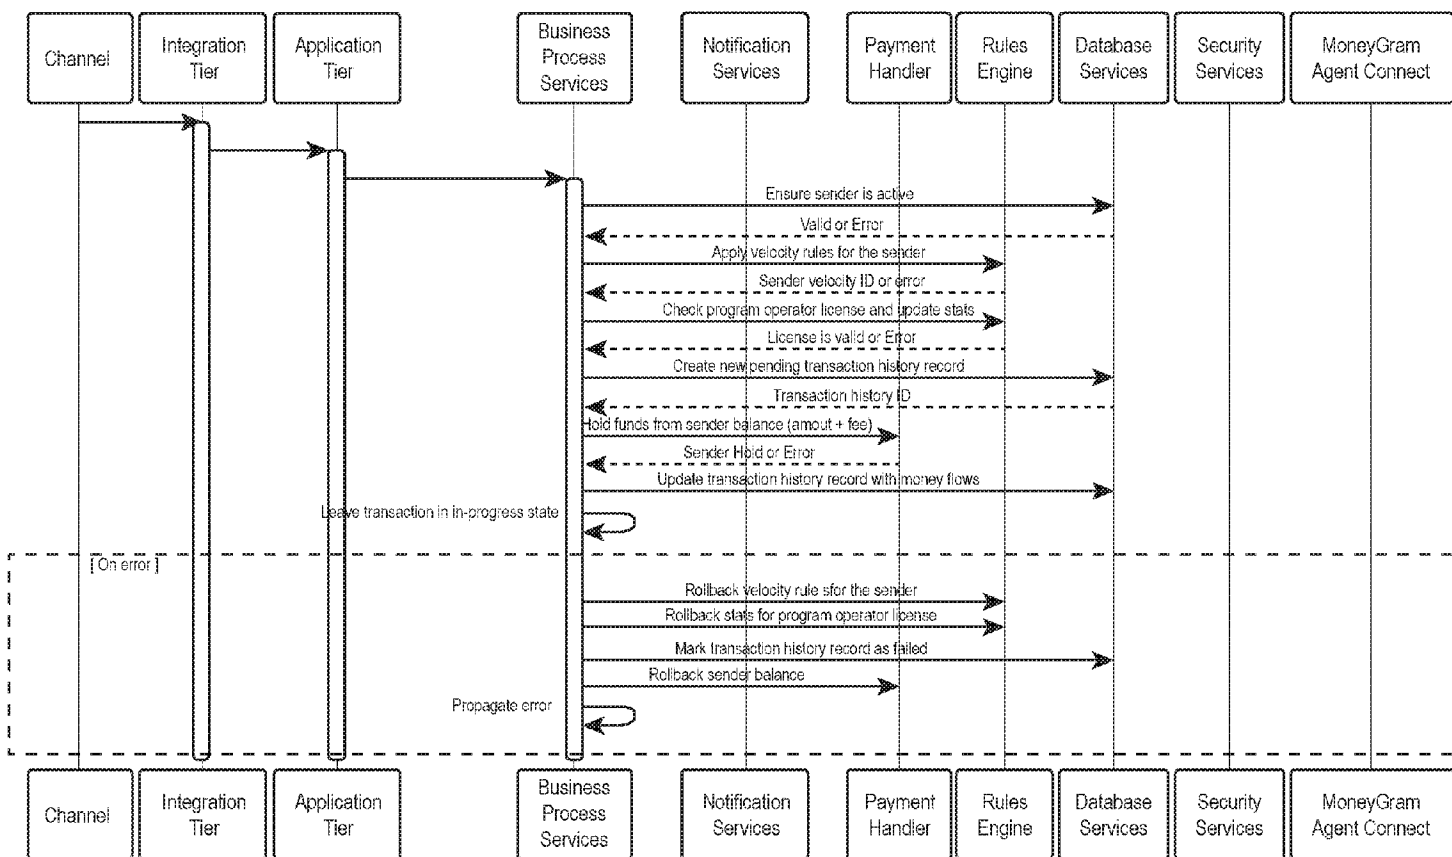 Channel
Integration
Tier
Application
Tier
Business
Process
Services
Notification
Services
Payment
Handler
Rules
Engine
Database
Services
Security
Services
MoneyGram
Agent Connect
Ensure sender is active
Valid or Error
Apply velocity rules for the sender
Sender velocity ID or error
Check program operator license and update stats
License is valid or Error
Create new pending transaction history record
Transaction history ID
Hold funds from sender balance (amout + fee)
Sender Hold or Error
Update transaction history record with money flows
Leave transaction in in-progress state
[ On error ]
Rollback velocity rule sfor the sender
Rollback stats for program operator license
Mark transaction history record as failed
Rollback sender balance
Propagate error
Channel
Integration
Tier
Application
Tier
Business
Process
Services
Notification
Services
Payment
Handler
Rules
Engine
Database
Services
Security
Services
MoneyGram
Agent Connect